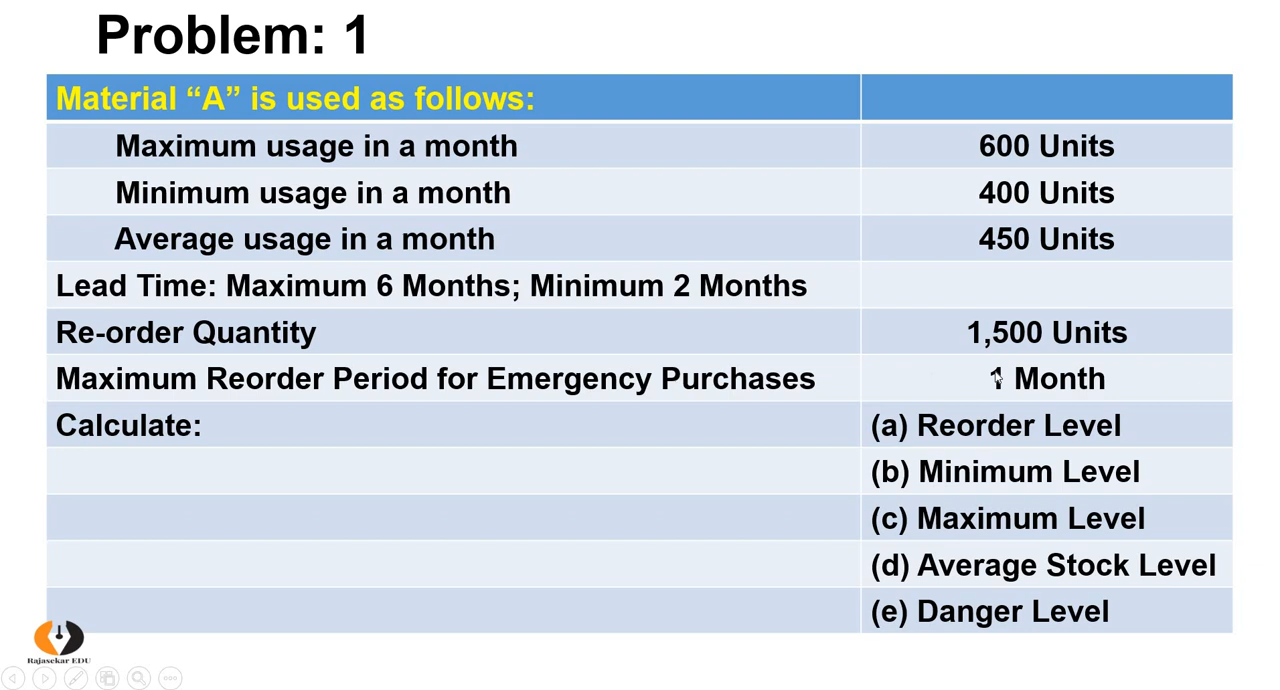 Problem: 1
Material “A” is used as follows:
Maximum usage in a month 600 Units
Minimum usage in a month 400 Units
Average usage in a month 450 Units
Lead Time: Maximum 6 Months; Minimum 2 Months
Re-order Quantity 1,500 Units
Maximum Reorder Period for Emergency Purchases 1 Month
Calculate: (a) Reorder Level
(b) Minimum Level
(c) Maximum Level
(d) Average Stock Level
(e) Danger Level
Rajasekar EDU